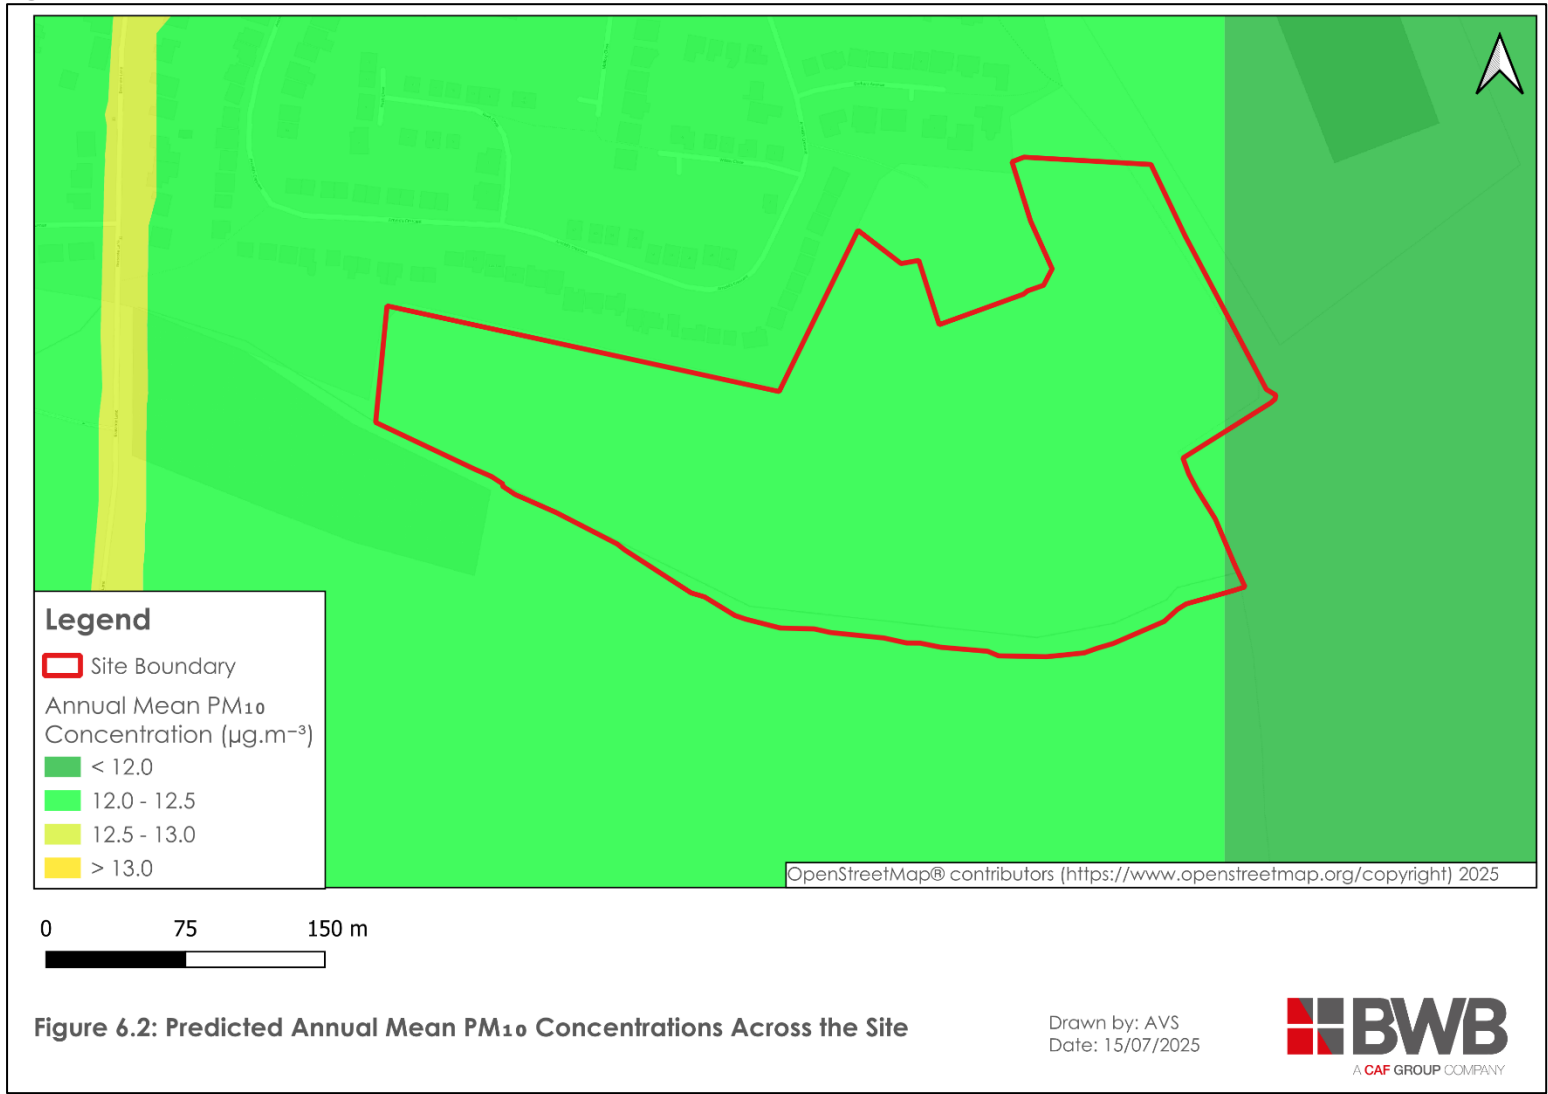 Legend
Site Boundary
Annual Mean PM₁₀
Concentration (µg.m⁻³)
< 12.0
12.0 - 12.5
12.5 - 13.0
> 13.0
OpenStreetMap® contributors (https://www.openstreetmap.org/copyright) 2025
0 75 150 m
Figure 6.2: Predicted Annual Mean PM₁₀ Concentrations Across the Site
Drawn by: AVS
Date: 15/07/2025
BWB
A CAF GROUP COMPANY